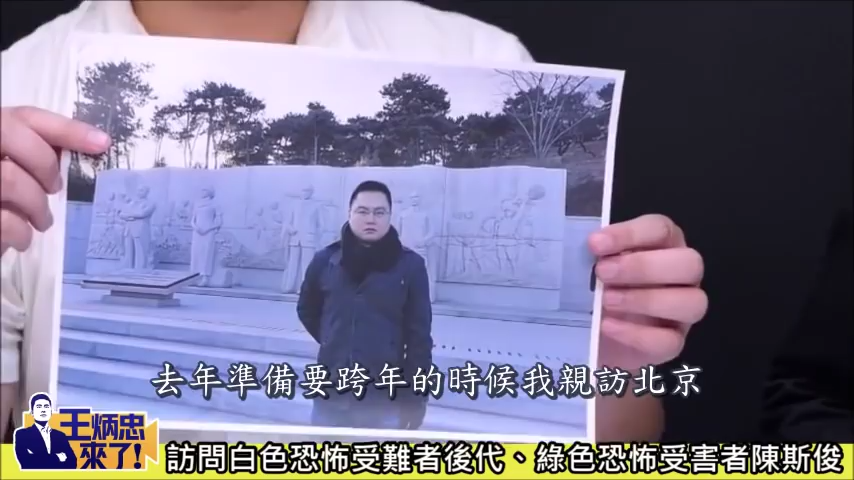 去年準備要跨年的時候我親訪北京
王炳忠
來了!
訪問白色恐怖受難者後代、綠色恐怖受害者陳斯俊